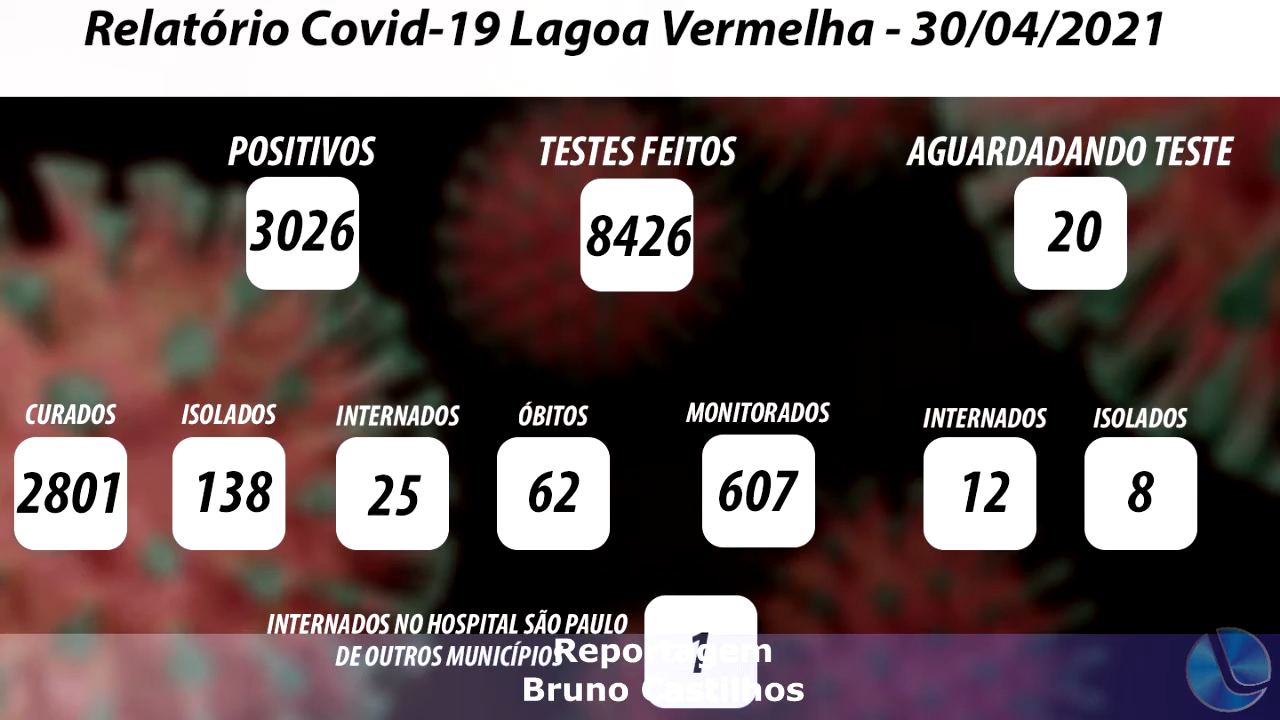 Relatório Covid-19 Lagoa Vermelha - 30/04/2021
POSITIVOS
TESTES FEITOS
AGUARDADANDO TESTE
3026
8426
20
CURADOS
ISOLADOS
INTERNADOS
ÓBITOS
MONITORADOS
INTERNADOS
ISOLADOS
2801
138
25
62
607
12
8
INTERNADOS NO HOSPITAL SÃO PAULO
DE OUTROS MUNICÍPIOS
1
Reportagem
Bruno Castilhos